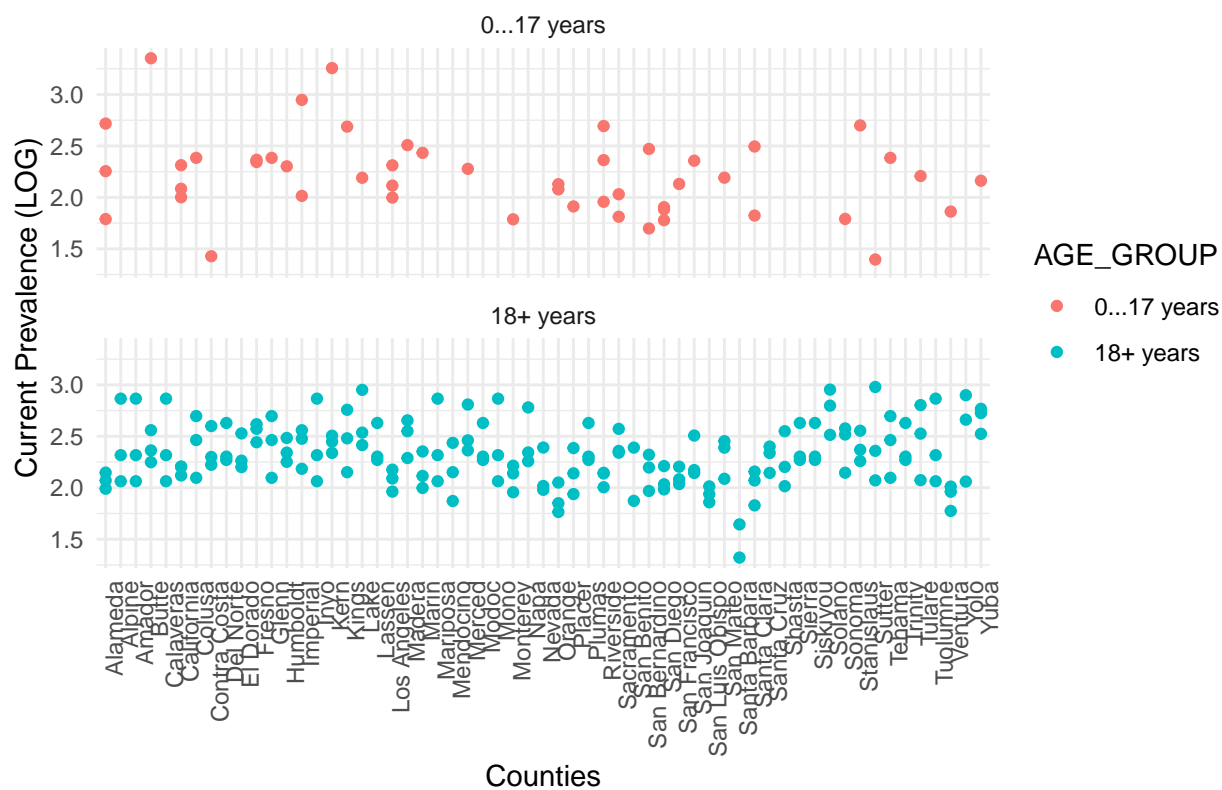 0...17 years
3.0
2.5
2.0
1.5
18+ years
3.0
2.5
2.0
1.5
Current Prevalence (LOG)
Alameda
Alpine
Amador
Butte
Calaveras
California
Colusa
Contra Costa
Del Norte
El Dorado
Fresno
Glenn
Humboldt
Imperial
Inyo
Kern
Kings
Lake
Lassen
Los Angeles
Madera
Marin
Mariposa
Mendocino
Merced
Modoc
Mono
Monterey
Napa
Nevada
Orange
Placer
Plumas
Riverside
Sacramento
San Benito
San Bernardino
San Diego
San Francisco
San Joaquin
San Luis Obispo
San Mateo
Santa Barbara
Santa Clara
Santa Cruz
Shasta
Sierra
Siskiyou
Solano
Sonoma
Stanislaus
Sutter
Tehama
Trinity
Tulare
Tuolumne
Ventura
Yolo
Yuba
Counties
AGE_GROUP
0...17 years
18+ years